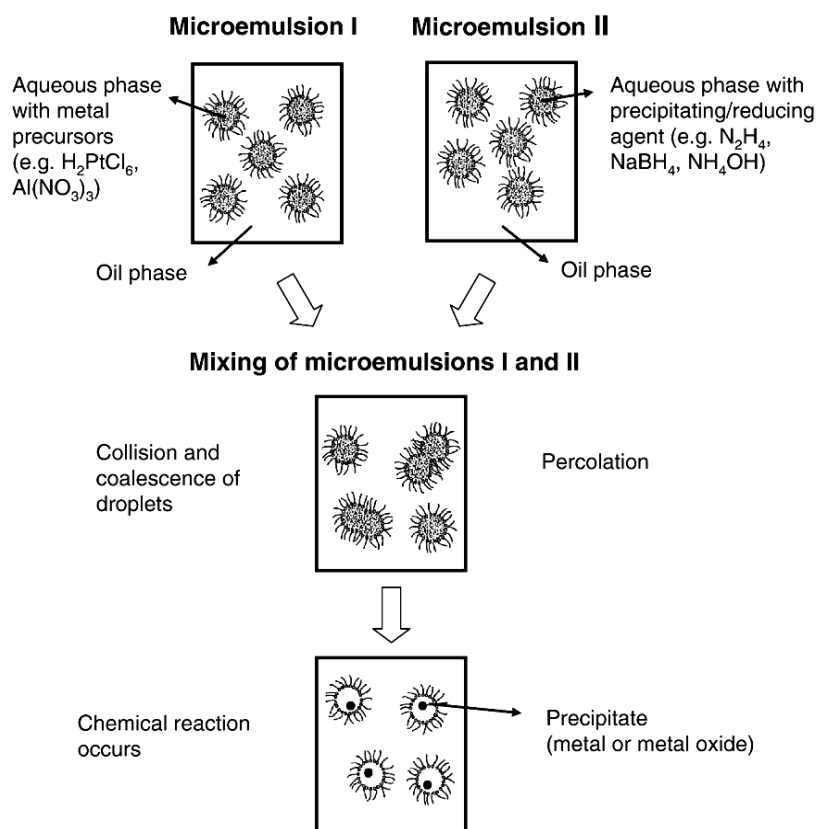 Microemulsion I
Microemulsion II
Aqueous phase
with metal
precursors
(e.g. H₂PtCl₆,
Al(NO₃)₃)
Aqueous phase with
precipitating/reducing
agent (e.g. N₂H₄,
NaBH₄, NH₄OH)
Oil phase
Oil phase
Mixing of microemulsions I and II
Collision and
coalescence of
droplets
Percolation
Chemical reaction
occurs
Precipitate
(metal or metal oxide)